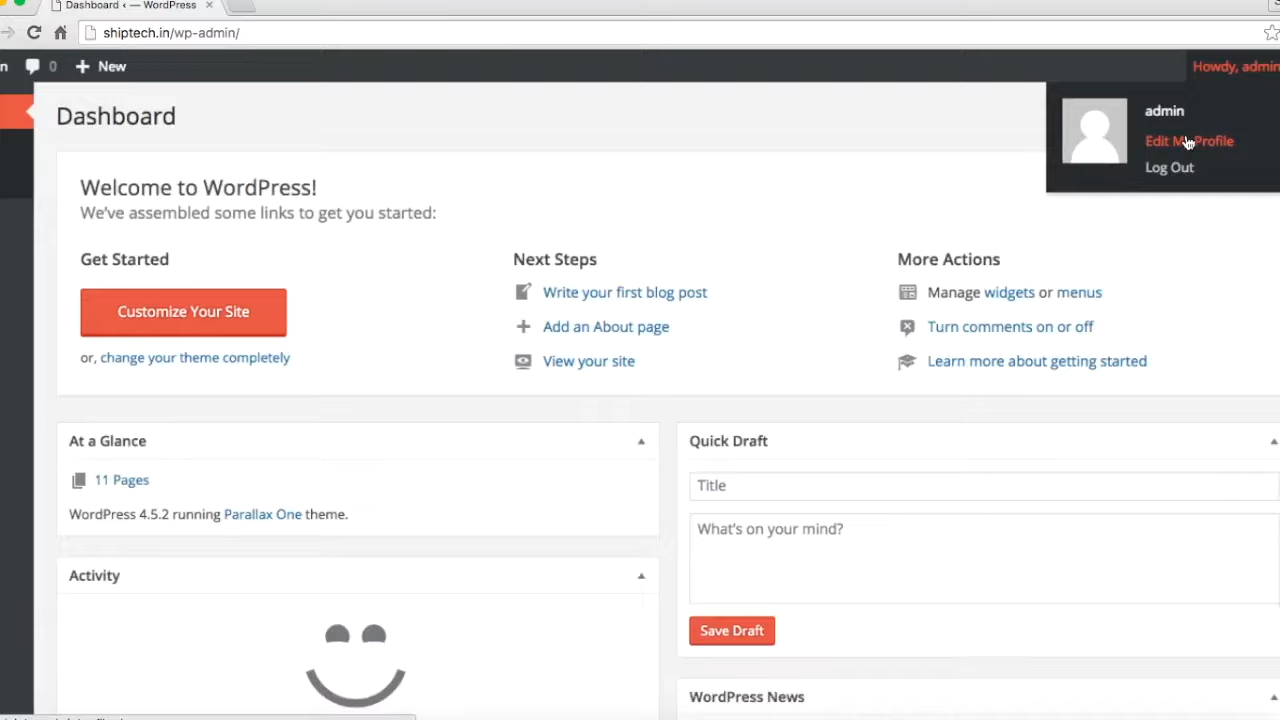 Dashboard ‹ — WordPress
shiptech.in/wp-admin/
n 0 New Howdy, admin
Dashboard
admin
Edit My Profile
Log Out
Welcome to WordPress!
We've assembled some links to get you started:
Get Started
Customize Your Site
or, change your theme completely
Next Steps
Write your first blog post
Add an About page
View your site
More Actions
Manage widgets or menus
Turn comments on or off
Learn more about getting started
At a Glance
11 Pages
WordPress 4.5.2 running Parallax One theme.
Activity
Quick Draft
Title
What's on your mind?
Save Draft
WordPress News